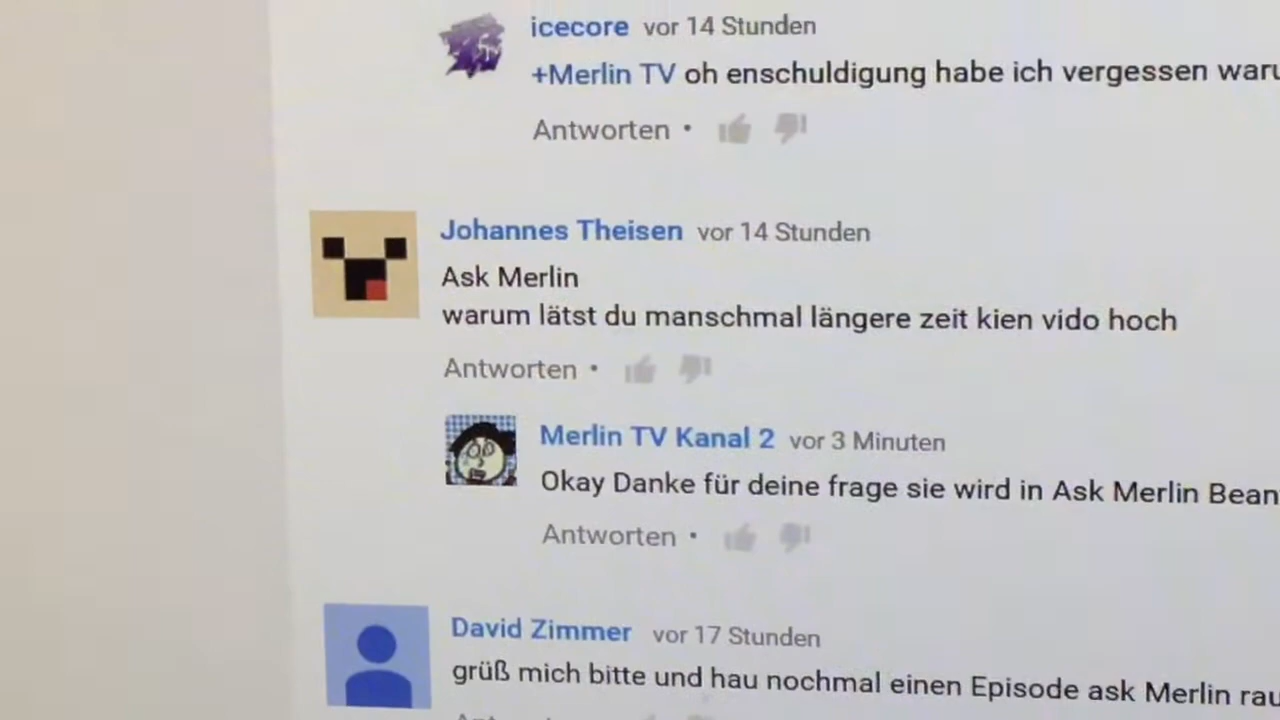 icecore vor 14 Stunden
+Merlin TV oh enschuldigung habe ich vergessen
Antworten •
Johannes Theisen vor 14 Stunden
Ask Merlin
warum lätst du manschmal längere zeit kien vido hoch
Antworten •
Merlin TV Kanal 2 vor 3 Minuten
Okay Danke für deine frage sie wird in Ask Merlin
Antworten •
David Zimmer vor 17 Stunden
grüß mich bitte und hau nochmal einen Episode ask Merlin